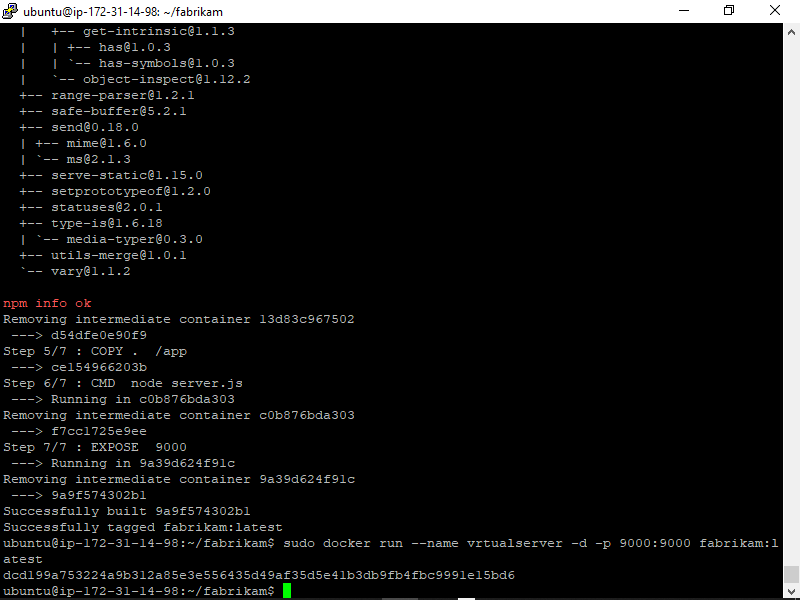 ubuntu@ip-172-31-14-98: ~/fabrikam
|   +-- get-intrinsic@1.1.3
|   | +-- has@1.0.3
|   | `-- has-symbols@1.0.3
|   `-- object-inspect@1.12.2
+-- range-parser@1.2.1
+-- safe-buffer@5.2.1
+-- send@0.18.0
| +-- mime@1.6.0
| `-- ms@2.1.3
+-- serve-static@1.15.0
+-- setprototypeof@1.2.0
+-- statuses@2.0.1
+-- type-is@1.6.18
| `-- media-typer@0.3.0
+-- utils-merge@1.0.1
`-- vary@1.1.2
npm info ok
Removing intermediate container 13d83c967502
 ---> d54dfe0e90f9
Step 5/7 : COPY .  /app
 ---> ce154966203b
Step 6/7 : CMD  node server.js
 ---> Running in c0b876bda303
Removing intermediate container c0b876bda303
 ---> f7cc1725e9ee
Step 7/7 : EXPOSE  9000
 ---> Running in 9a39d624f91c
Removing intermediate container 9a39d624f91c
 ---> 9a9f574302b1
Successfully built 9a9f574302b1
Successfully tagged fabrikam:latest
ubuntu@ip-172-31-14-98:~/fabrikam$ sudo docker run --name vrtualserver -d -p 9000:9000 fabrikam:l
atest
dcd199a753224a9b312a85e3e556435d49af35d5e41b3db9fb4fbc9991e15bd6
ubuntu@ip-172-31-14-98:~/fabrikam$